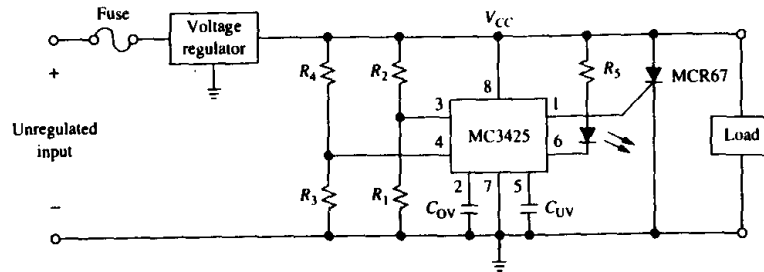 Fuse
Voltage
regulator
V_CC
R_4
R_2
R_5
MCR67
8
3
1
MC3425
4
6
Unregulated
input
Load
+
−
2
7
5
R_3
R_1
C_OV
C_UV